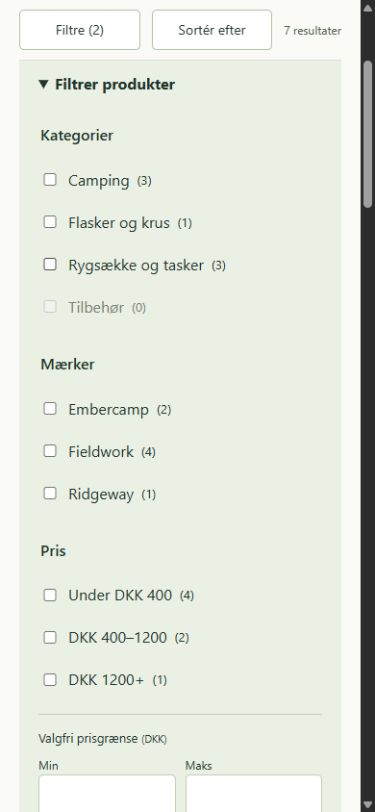 Filtre (2)
Sortér efter
7 resultater
▼ Filtrer produkter
Kategorier
Camping (3)
Flasker og krus (1)
Rygsække og tasker (3)
Tilbehør (0)
Mærker
Embercamp (2)
Fieldwork (4)
Ridgeway (1)
Pris
Under DKK 400 (4)
DKK 400–1200 (2)
DKK 1200+ (1)
Valgfri prisgrænse (DKK)
Min
Maks